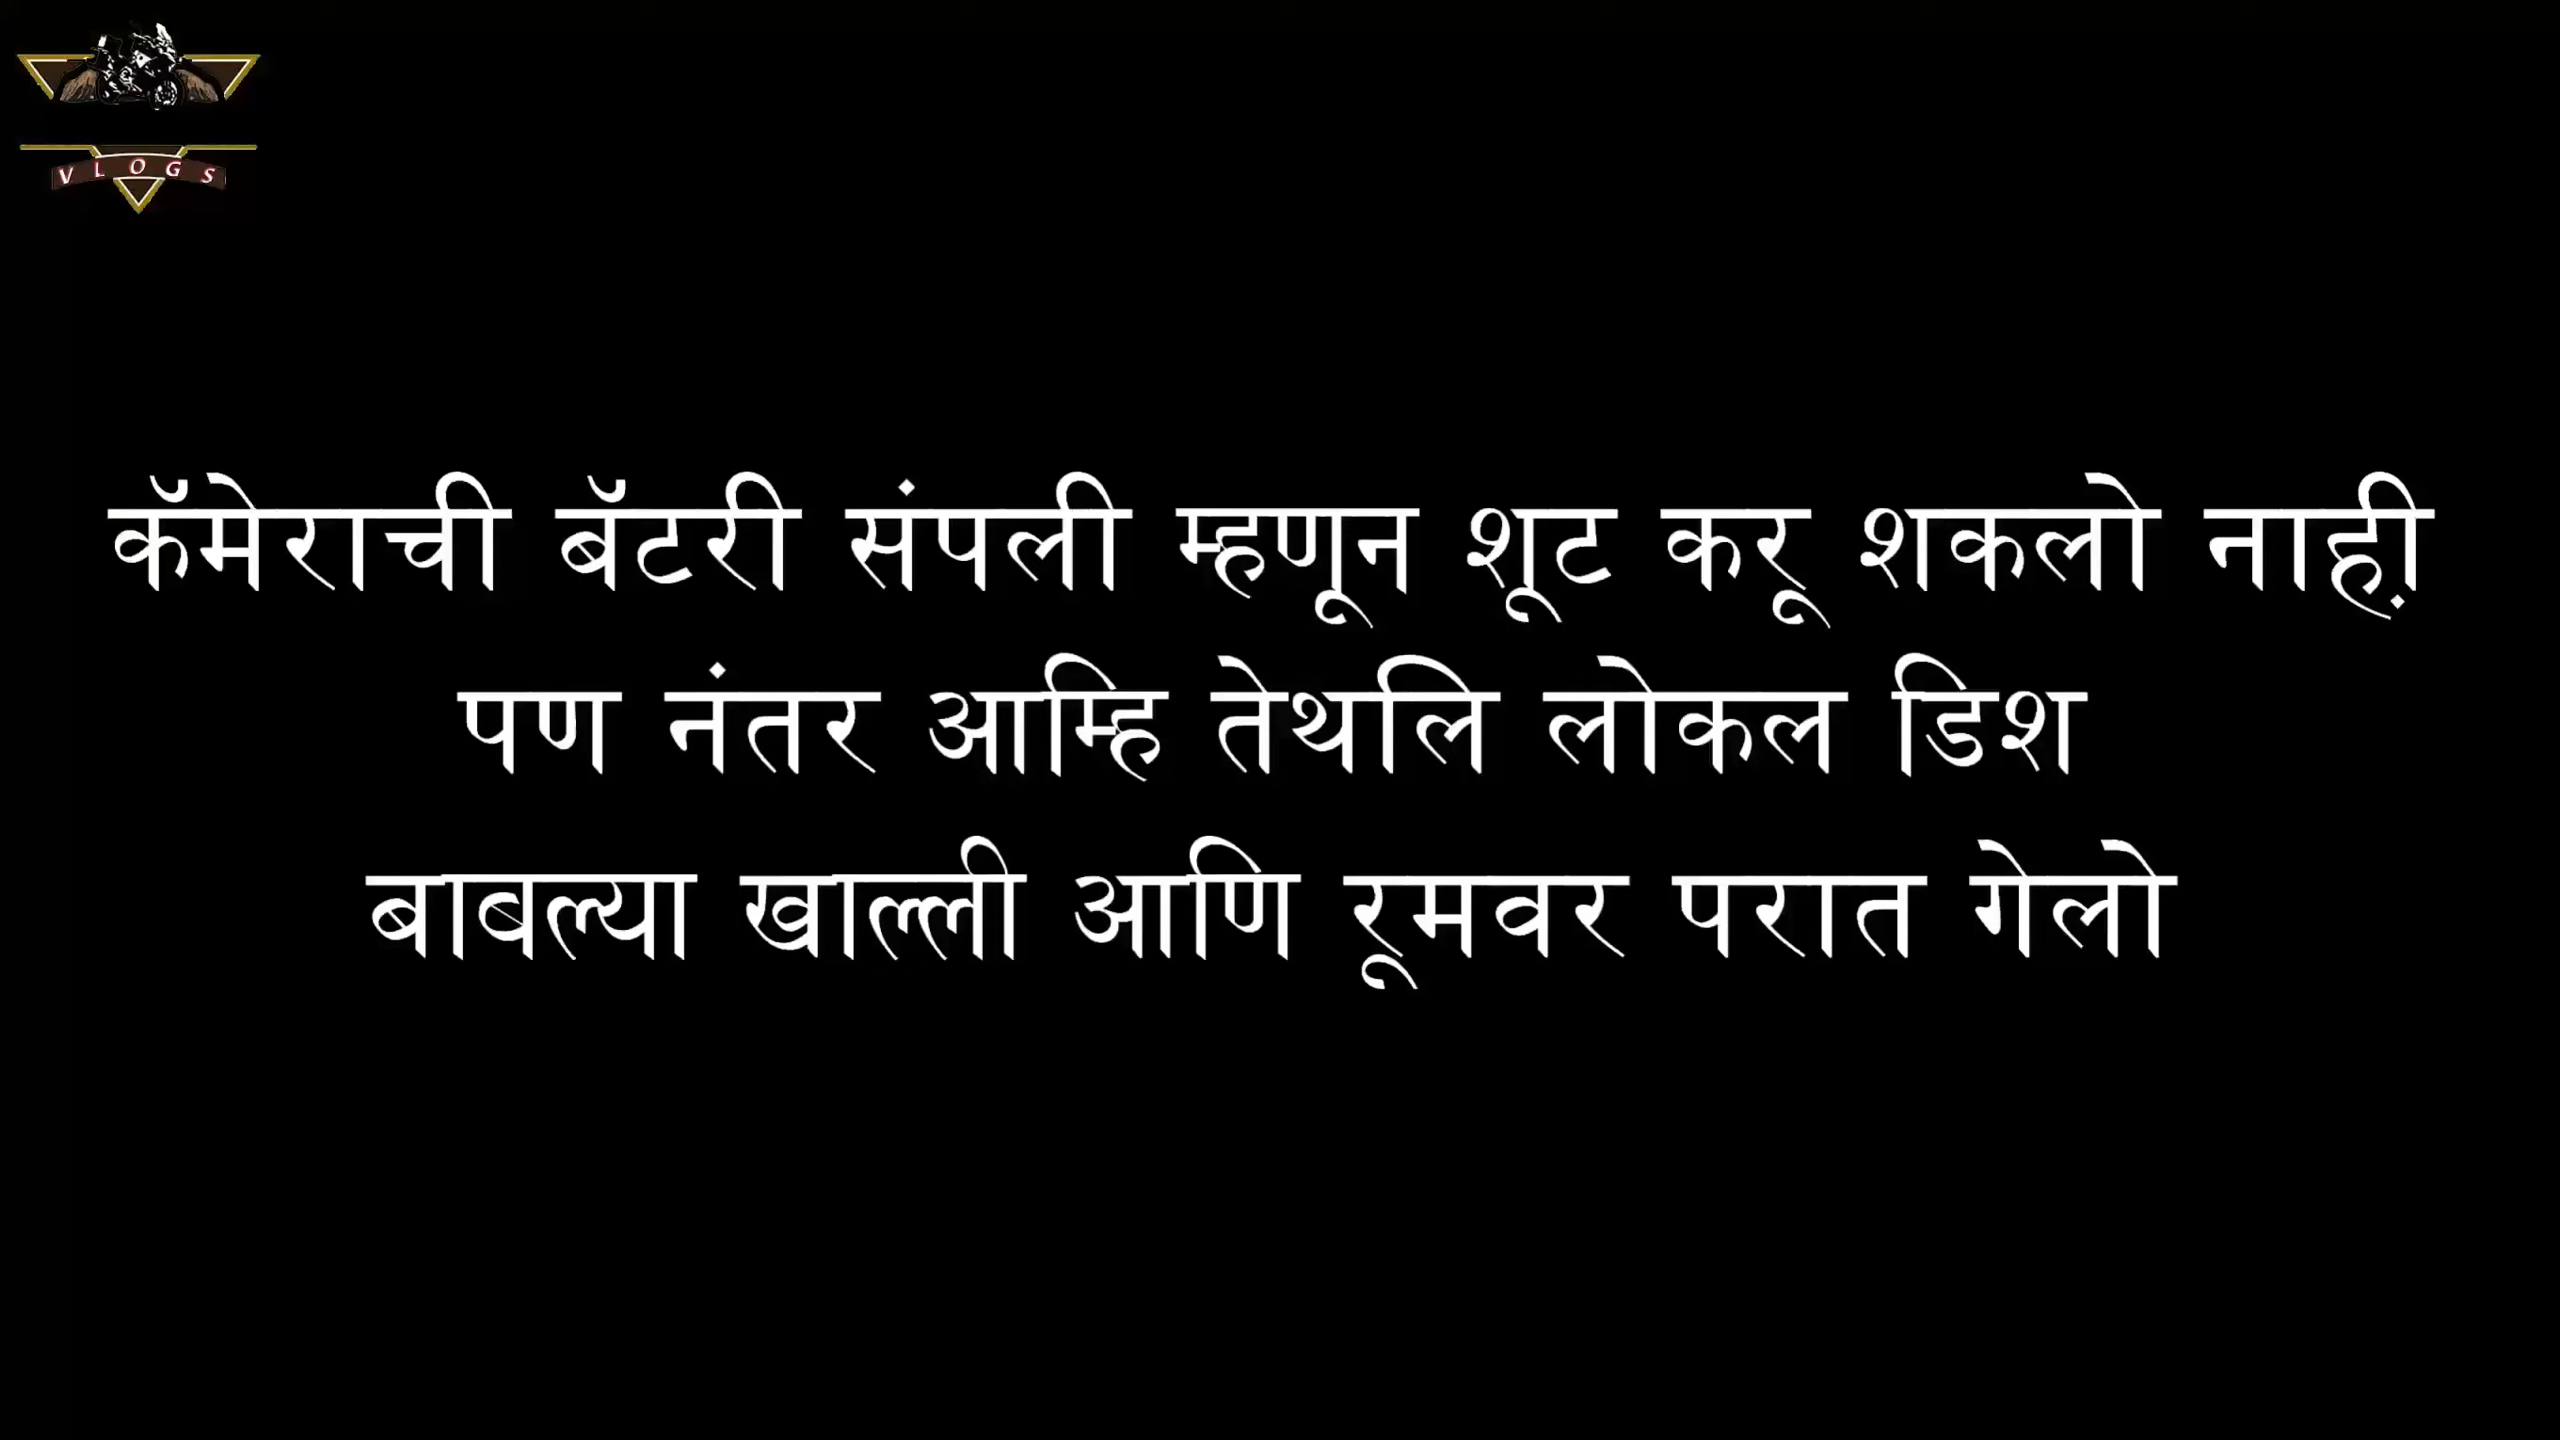 VLOGS
कॅमेराची बॅटरी संपली म्हणून शूट करू शकलो नाही़
पण नंतर आम्हि तेथलि लोकल डिश
बाबल्या खाल्ली आणि रूमवर परात गेलो